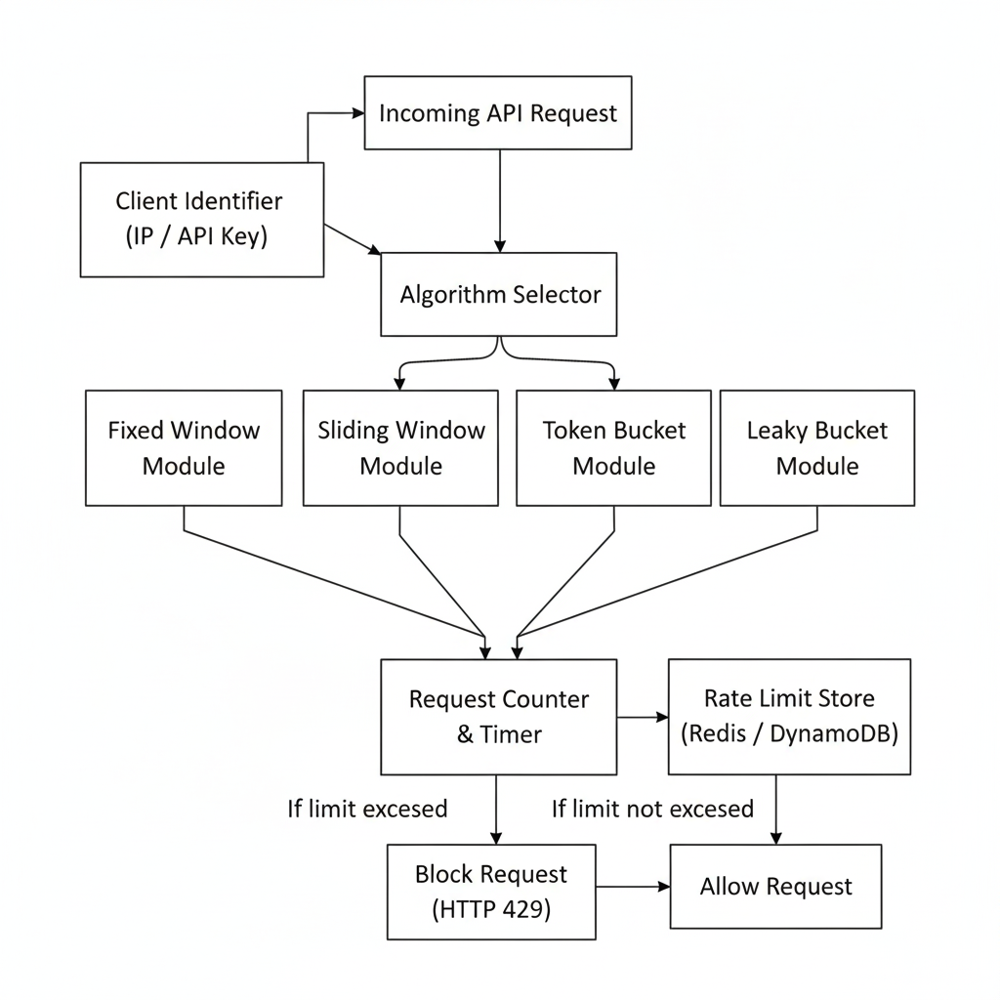 Incoming API Request
Client Identifier
(IP / API Key)
Algorithm Selector
Fixed Window
Module
Sliding Window
Module
Token Bucket
Module
Leaky Bucket
Module
Request Counter
& Timer
Rate Limit Store
(Redis / DynamoDB)
If limit excesed
If limit not excesed
Block Request
(HTTP 429)
Allow Request